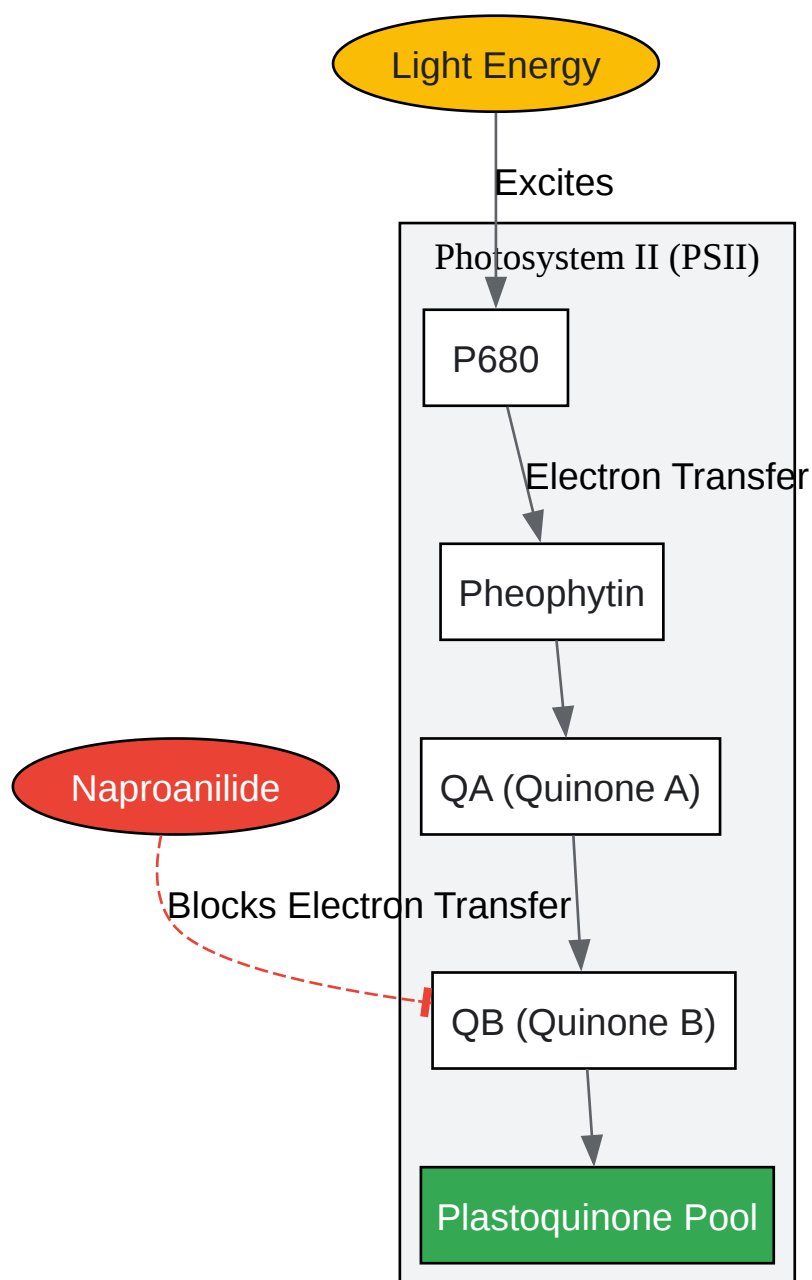 Light Energy
Excites
Photosystem II (PSII)
P680
Electron Transfer
Pheophytin
QA (Quinone A)
Naproanilide
Blocks Electron Transfer
QB (Quinone B)
Plastoquinone Pool